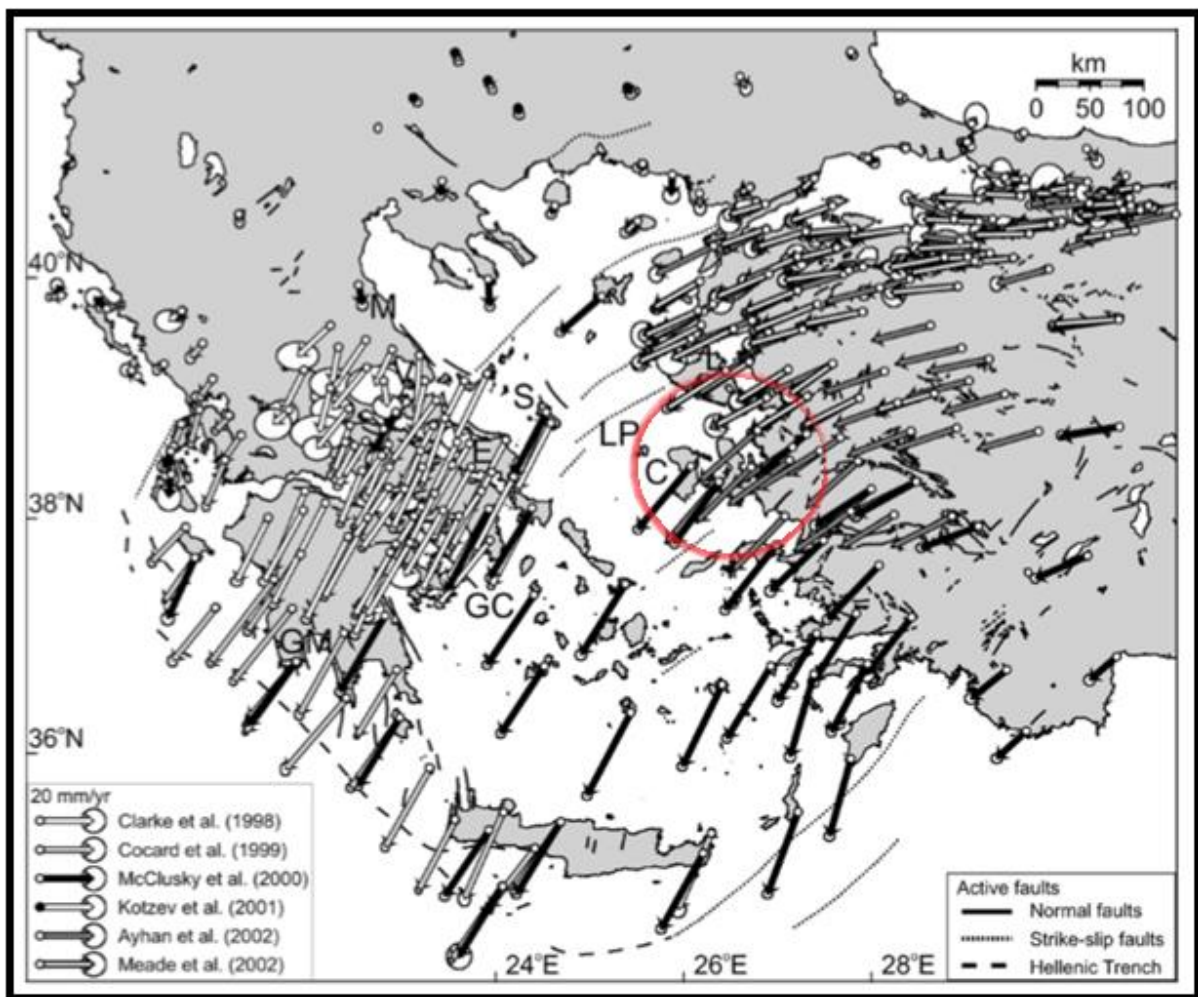 km
0 50 100
40°N
M
L
S
LP
E
C
38°N
GC
GM
36°N
20 mm/yr
Clarke et al. (1998)
Cocard et al. (1999)
McClusky et al. (2000)
Kotzev et al. (2001)
Ayhan et al. (2002)
Meade et al. (2002)
Active faults
Normal faults
Strike-slip faults
Hellenic Trench
24°E 26°E 28°E